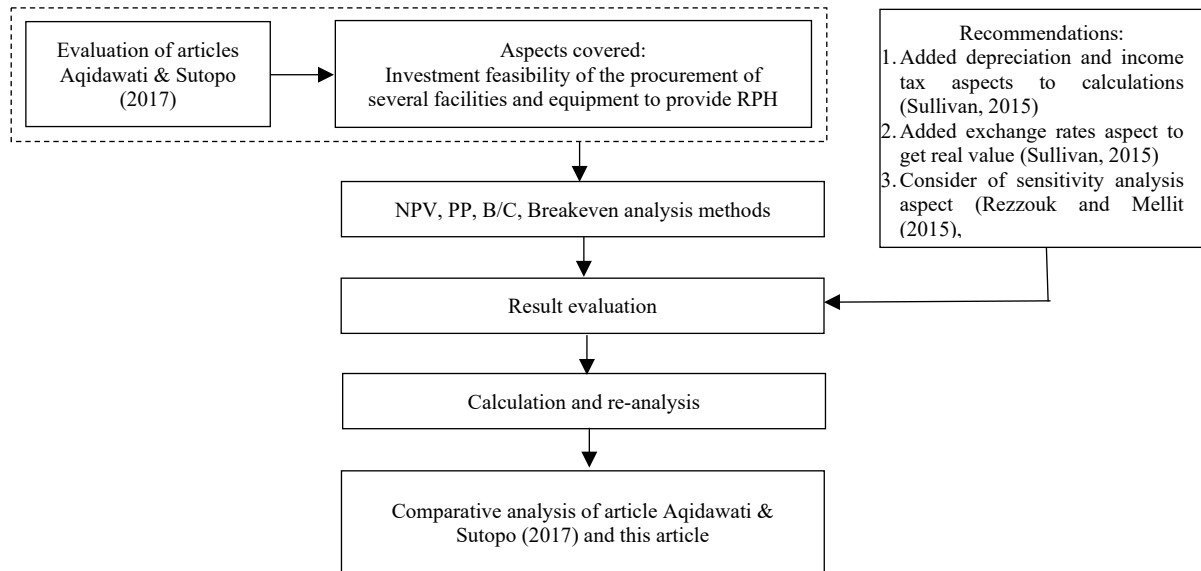 Evaluation of articles
Aqidawati & Sutopo
(2017)
Aspects covered:
Investment feasibility of the procurement of
several facilities and equipment to provide RPH
Recommendations:
1. Added depreciation and income
tax aspects to calculations
(Sullivan, 2015)
2. Added exchange rates aspect to
get real value (Sullivan, 2015)
3. Consider of sensitivity analysis
aspect (Rezzouk and Mellit
(2015),
NPV, PP, B/C, Breakeven analysis methods
Result evaluation
Calculation and re-analysis
Comparative analysis of article Aqidawati &
Sutopo (2017) and this article